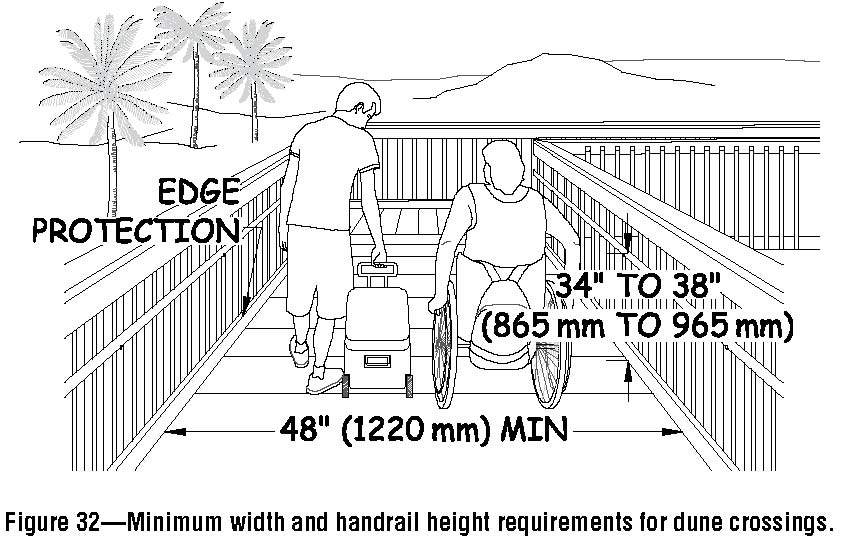 EDGE
PROTECTION
34" TO 38"
(865 mm TO 965 mm)
48" (1220 mm) MIN
Figure 32—Minimum width and handrail height requirements for dune crossings.